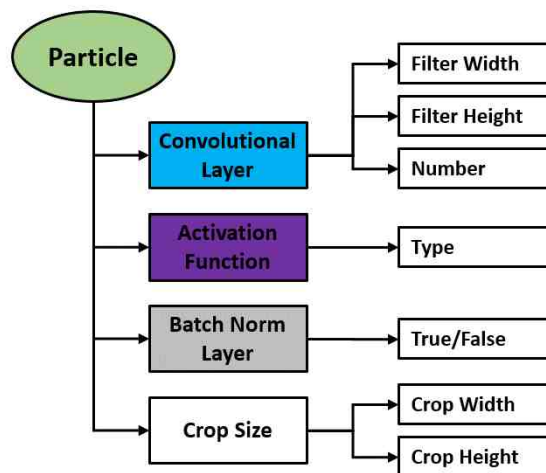 Particle
Convolutional
Layer
Filter Width
Filter Height
Number
Activation
Function
Type
Batch Norm
Layer
True/False
Crop Size
Crop Width
Crop Height